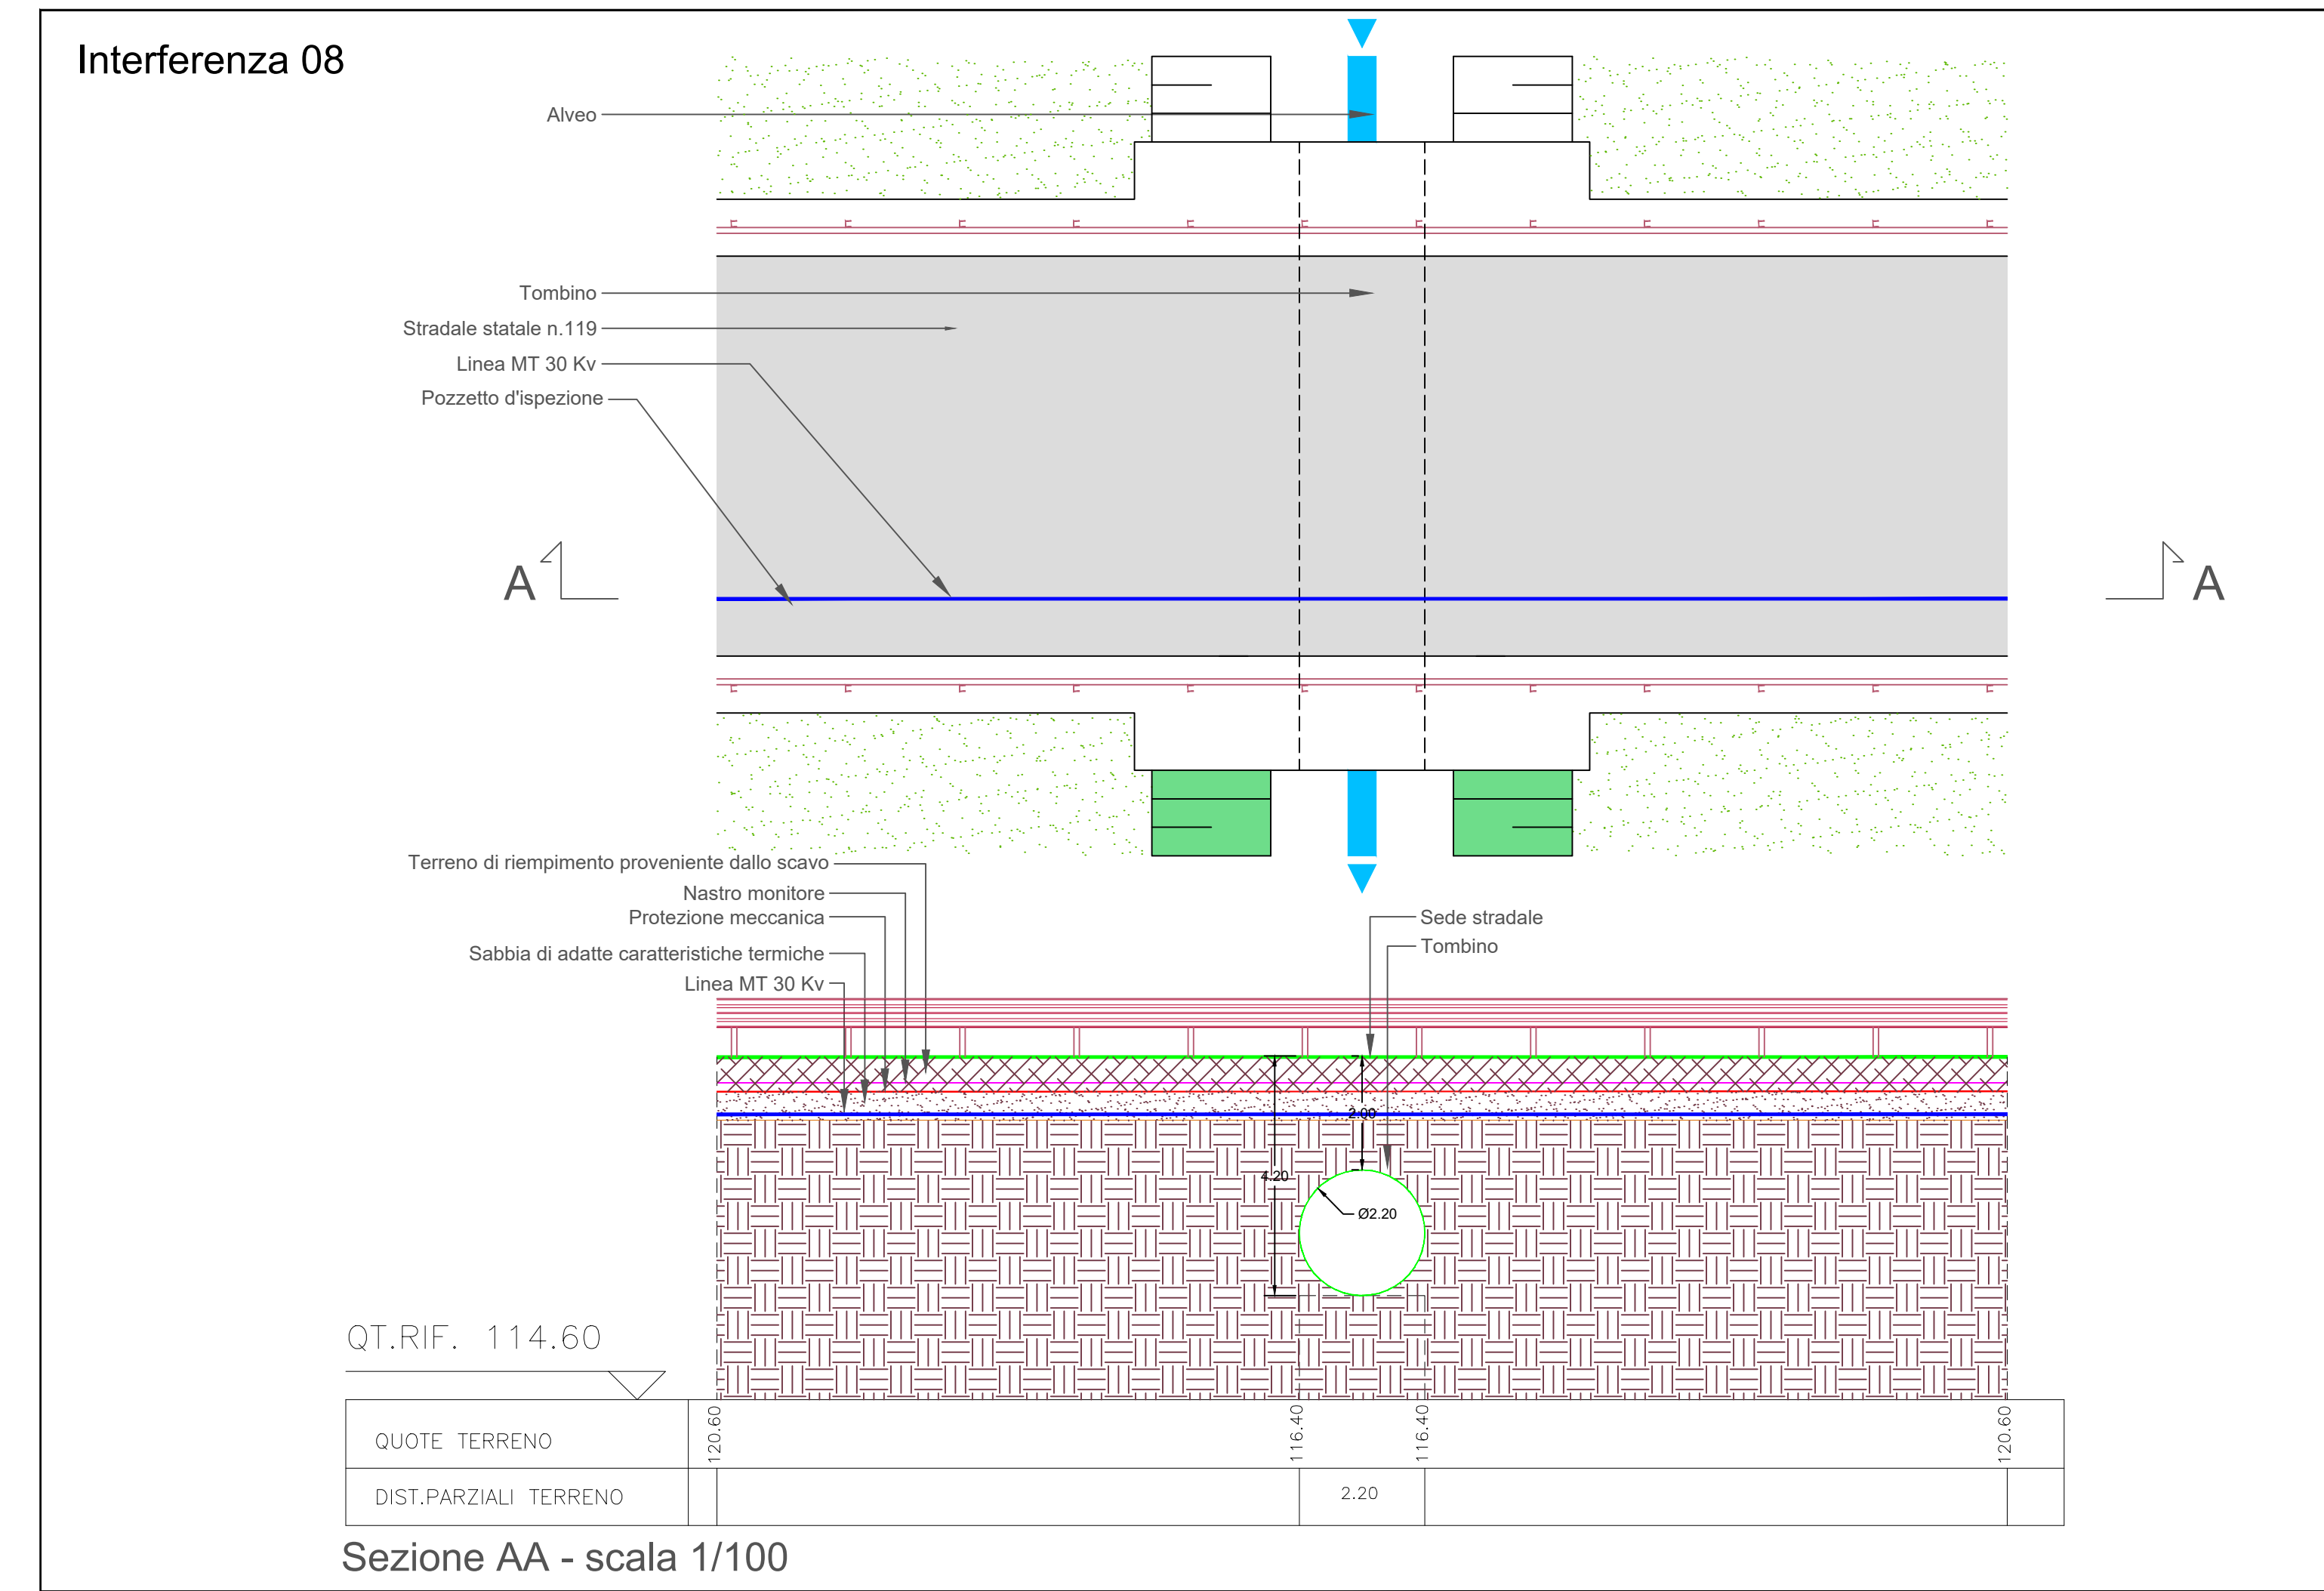 Interferenza 08
Alveo
Tombino
Stradale statale n.119
Linea MT 30 Kv
Pozzetto d'ispezione
A
A
Terreno di riempimento proveniente dallo scavo
Nastro monitore
Protezione meccanica
Sabbia di adatte caratteristiche termiche
Linea MT 30 Kv
Sede stradale
Tombino
2.00
4.20
Ø2.20
QT.RIF. 114.60
QUOTE TERRENO
120.60
116.40
116.40
120.60
DIST.PARZIALI TERRENO
2.20
Sezione AA - scala 1/100